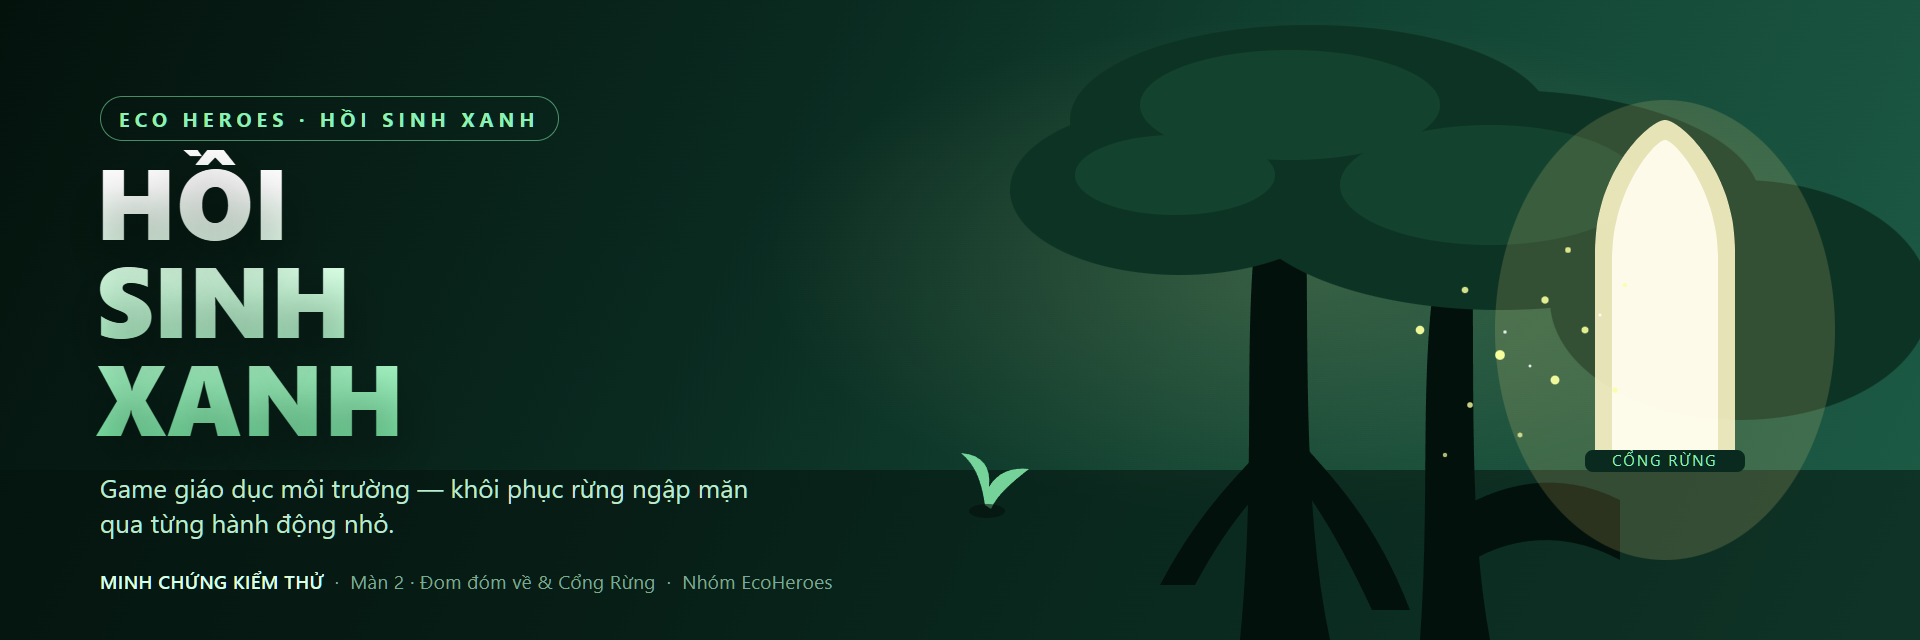 ECO HEROES · HỒI SINH XANH
HỒI
SINH
XANH
Game giáo dục môi trường — khôi phục rừng ngập mặn
qua từng hành động nhỏ.
MINH CHỨNG KIỂM THỬ · Màn 2 · Đom đóm về & Cổng Rừng · Nhóm EcoHeroes
CỔNG RỪNG